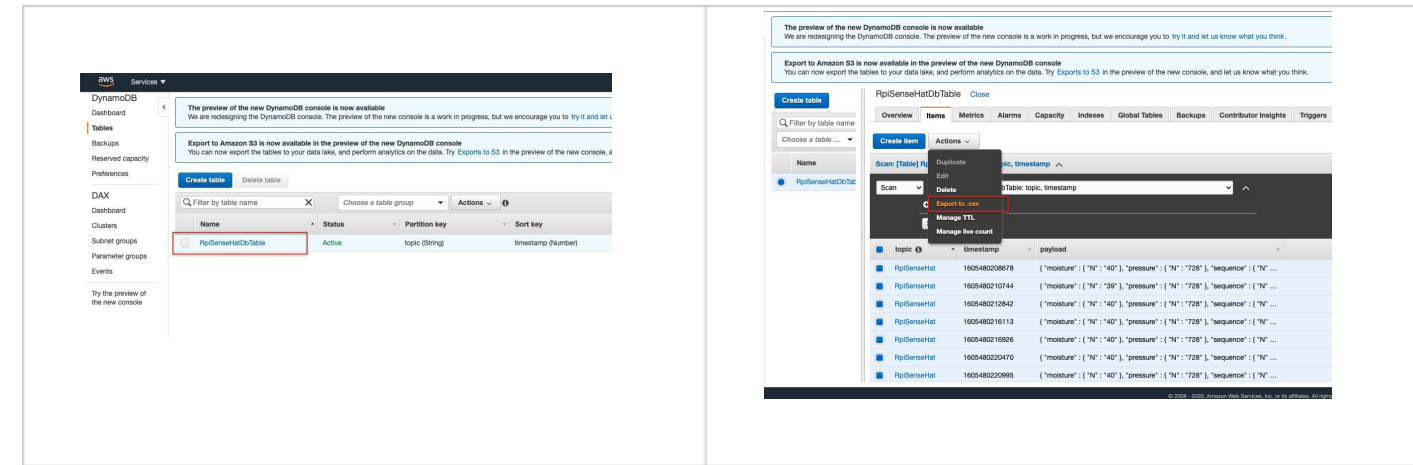 aws Services ▾
DynamoDB
Dashboard
Tables
Backups
Reserved capacity
Preferences
DAX
Dashboard
Clusters
Subnet groups
Parameter groups
Events
Try the preview of
the new console
The preview of the new DynamoDB console is now available
We are redesigning the DynamoDB console. The preview of the new console is a work in progress, but we encourage you to try it and let u
Export to Amazon S3 is now available in the preview of the new DynamoDB console
You can now export the tables to your data lake, and perform analytics on the data. Try Exports to S3 in the preview of the new console, a
Create table Delete table
Filter by table name X Choose a table group Actions
Name Status Partition key Sort key
RpiSenseHatDbTable Active topic (String) timestamp (Number)
The preview of the new DynamoDB console is now available
We are redesigning the DynamoDB console. The preview of the new console is a work in progress, but we encourage you to try it and let us know what you think.
Export to Amazon S3 is now available in the preview of the new DynamoDB console
You can now export the tables to your data lake, and perform analytics on the data. Try Exports to S3 in the preview of the new console, and let us know what you think.
Create table
Filter by table name
Choose a table ...
Name
RpiSenseHatDbTab
RpiSenseHatDbTable Close
Overview Items Metrics Alarms Capacity Indexes Global Tables Backups Contributor Insights Triggers
Create item Actions
Scan: [Table] topic, timestamp
Scan bTable: topic, timestamp
Duplicate
Edit
Delete
Export to .csv
Manage TTL
Manage live count
topic timestamp payload
RpiSenseHat 1605480208678 { "moisture" : { "N" : "40" }, "pressure" : { "N" : "728" }, "sequence" : { "N" ...
RpiSenseHat 1605480210744 { "moisture" : { "N" : "39" }, "pressure" : { "N" : "728" }, "sequence" : { "N" ...
RpiSenseHat 1605480212842 { "moisture" : { "N" : "40" }, "pressure" : { "N" : "728" }, "sequence" : { "N" ...
RpiSenseHat 1605480216113 { "moisture" : { "N" : "40" }, "pressure" : { "N" : "728" }, "sequence" : { "N" ...
RpiSenseHat 1605480216926 { "moisture" : { "N" : "40" }, "pressure" : { "N" : "728" }, "sequence" : { "N" ...
RpiSenseHat 1605480220470 { "moisture" : { "N" : "40" }, "pressure" : { "N" : "728" }, "sequence" : { "N" ...
RpiSenseHat 1605480220995 { "moisture" : { "N" : "40" }, "pressure" : { "N" : "728" }, "sequence" : { "N" ...
© 2008 - 2020, Amazon Web Services, Inc. or its affiliates. All right